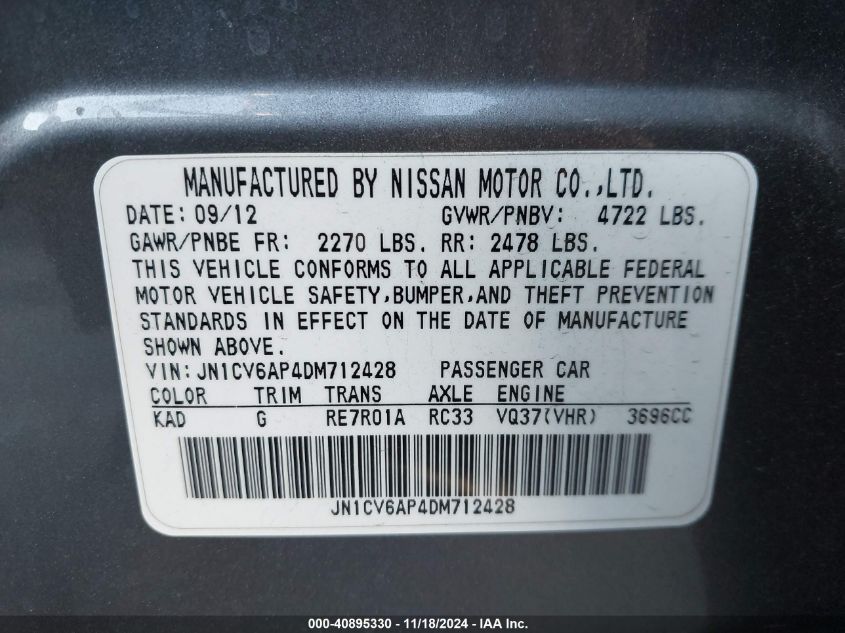 MANUFACTURED BY NISSAN MOTOR CO.,LTD.
DATE: 09/12 GVWR/PNBV: 4722 LBS.
GAWR/PNBE FR: 2270 LBS. RR: 2478 LBS.
THIS VEHICLE CONFORMS TO ALL APPLICABLE FEDERAL
MOTOR VEHICLE SAFETY,BUMPER,AND THEFT PREVENTION
STANDARDS IN EFFECT ON THE DATE OF MANUFACTURE
SHOWN ABOVE.
VIN: JN1CV6AP4DM712428 PASSENGER CAR
COLOR TRIM TRANS AXLE ENGINE
KAD G RE7R01A RC33 VQ37(VHR) 3696CC
JN1CV6AP4DM712428
000-40895330 - 11/18/2024 - IAA Inc.